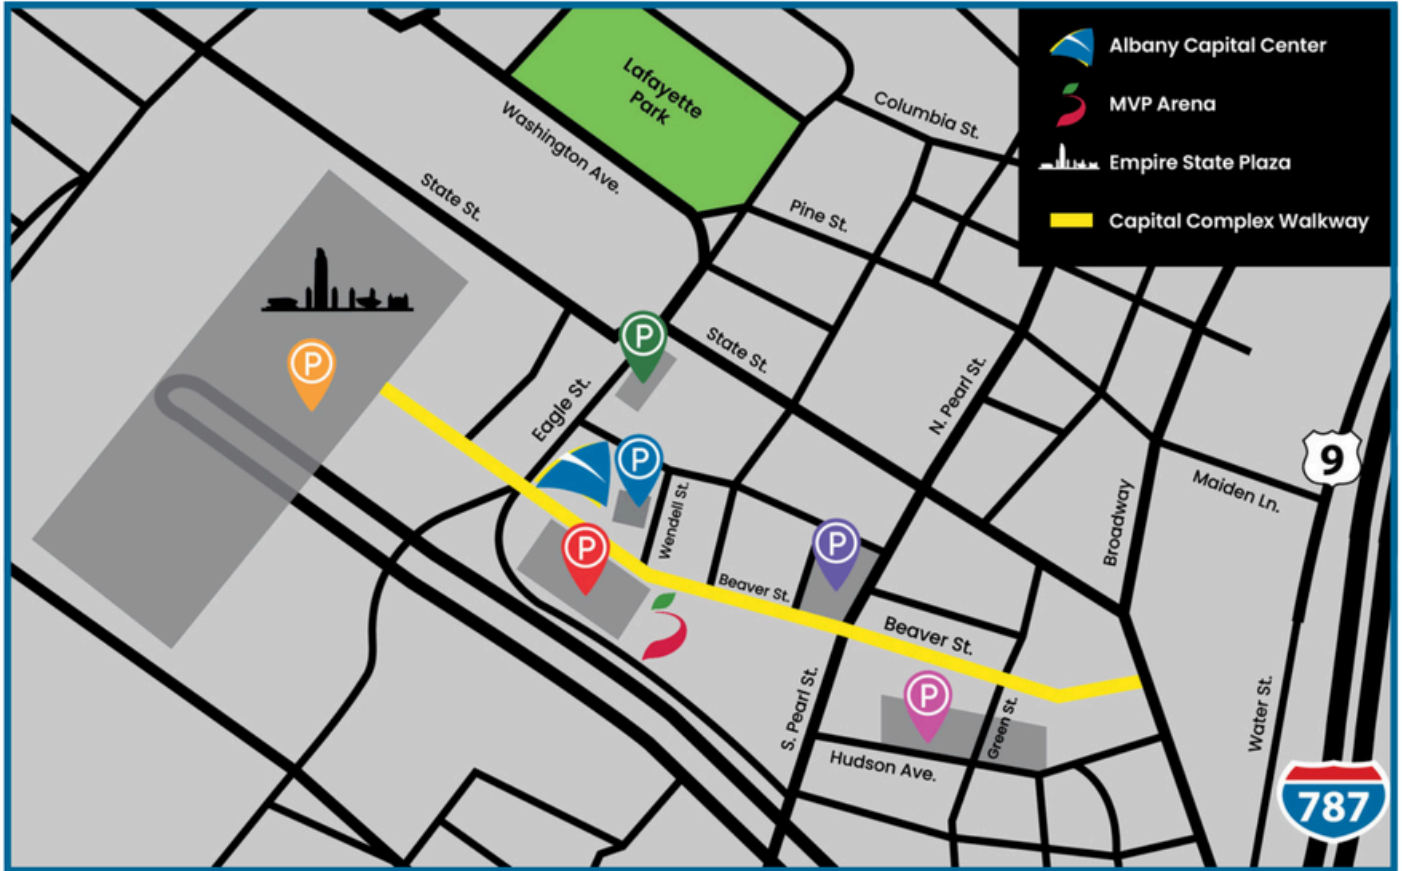 Albany Capital Center
MVP Arena
Empire State Plaza
Capital Complex Walkway
Lafayette
Park
Columbia St.
Washington Ave.
State St.
Pine St.
P
P
State St.
Eagle St.
N. Pearl St.
P
9
Maiden Ln.
Wendell St.
Broadway
P
P
Beaver St.
Beaver St.
P
S. Pearl St.
Green St.
Water St.
Hudson Ave.
787